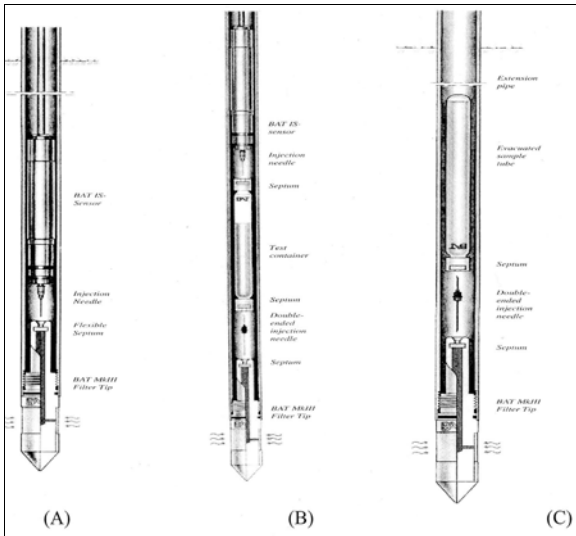 BAT IS-
Sensor
Injection
Needle
Flexible
Septum
BAT MkIII
Filter Tip
(A)
BAT IS-
sensor
Injection
needle
Septum
Test
container
Septum
Double-
ended
injection
needle
Septum
BAT MkIII
Filter Tip
(B)
Extension
pipe
Evacuated
sample
tube
Septum
Double-
ended
injection
needle
Septum
BAT MkIII
Filter Tip
(C)